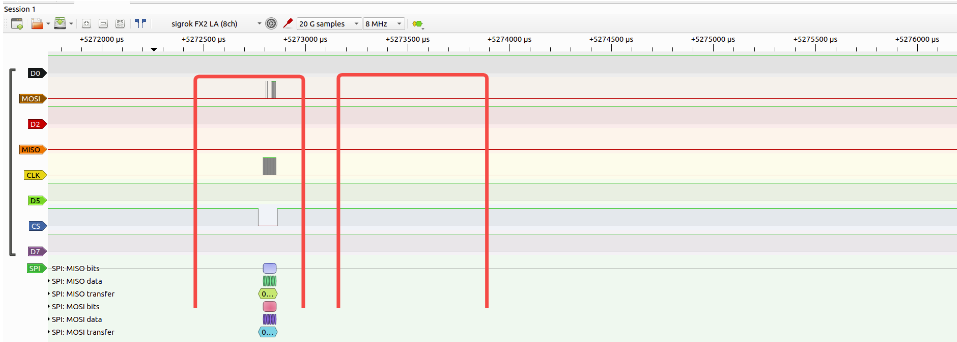 Session 1
sigrok FX2 LA (8ch) 20 G samples 8 MHz
+5272000 µs +5272500 µs +5273000 µs +5273500 µs +5274000 µs +5274500 µs +5275000 µs +5275500 µs +5276000 µs
D0
MOSI
D2
MISO
CLK
D5
CS
D7
SPI SPI: MISO bits
SPI: MISO data
SPI: MISO transfer 0...
SPI: MOSI bits
SPI: MOSI data
SPI: MOSI transfer 0...